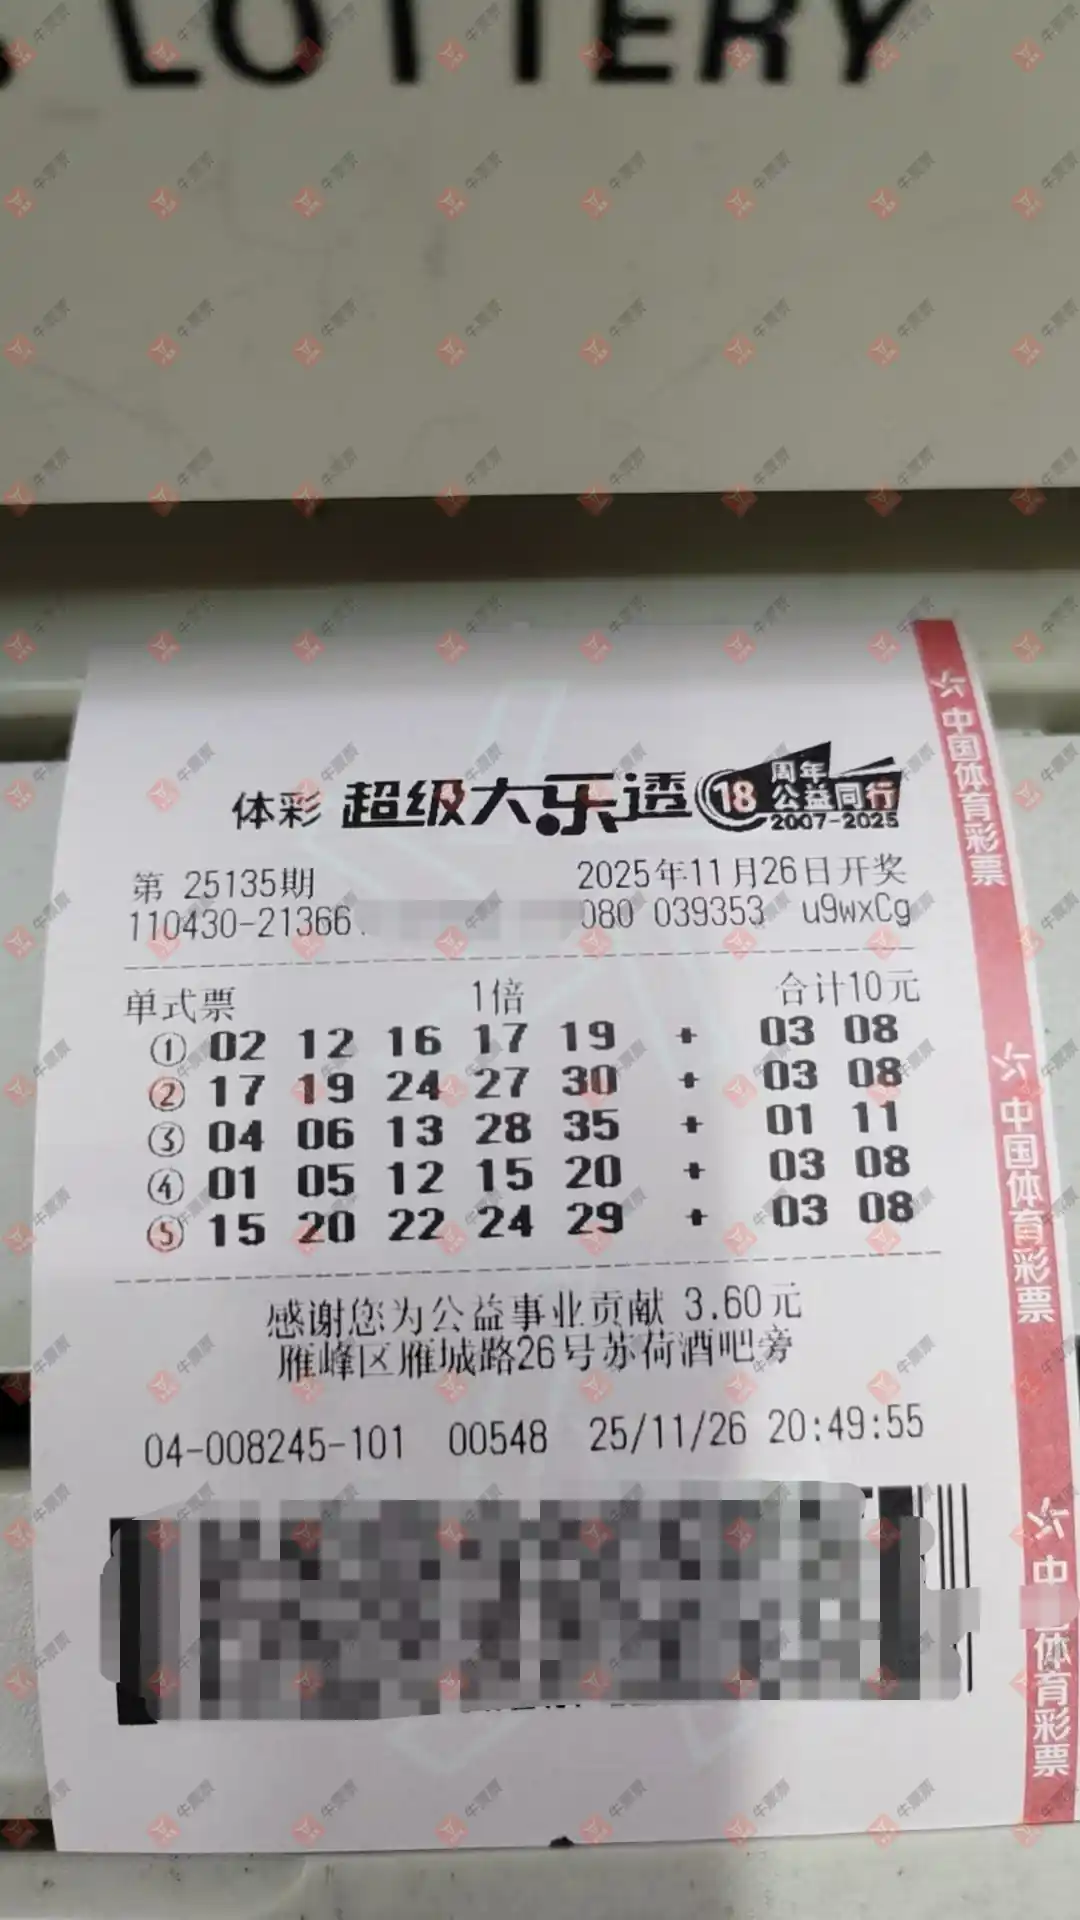 LOTTERY
体彩 超级大乐透 18 周年 公益同行 2007-2025
第 25135期 2025年11月26日开奖
110430-21366 080 039353 u9wxCg
单式票 1倍 合计10元
① 02 12 16 17 19 + 03 08
② 17 19 24 27 30 + 03 08
③ 04 06 13 28 35 + 01 11
④ 01 05 12 15 20 + 03 08
⑤ 15 20 22 24 29 + 03 08
感谢您为公益事业贡献 3.60元
雁峰区雁城路26号苏荷酒吧旁
04-008245-101 00548 25/11/26 20:49:55
中国体育彩票
中国体育彩票
中 体育彩票